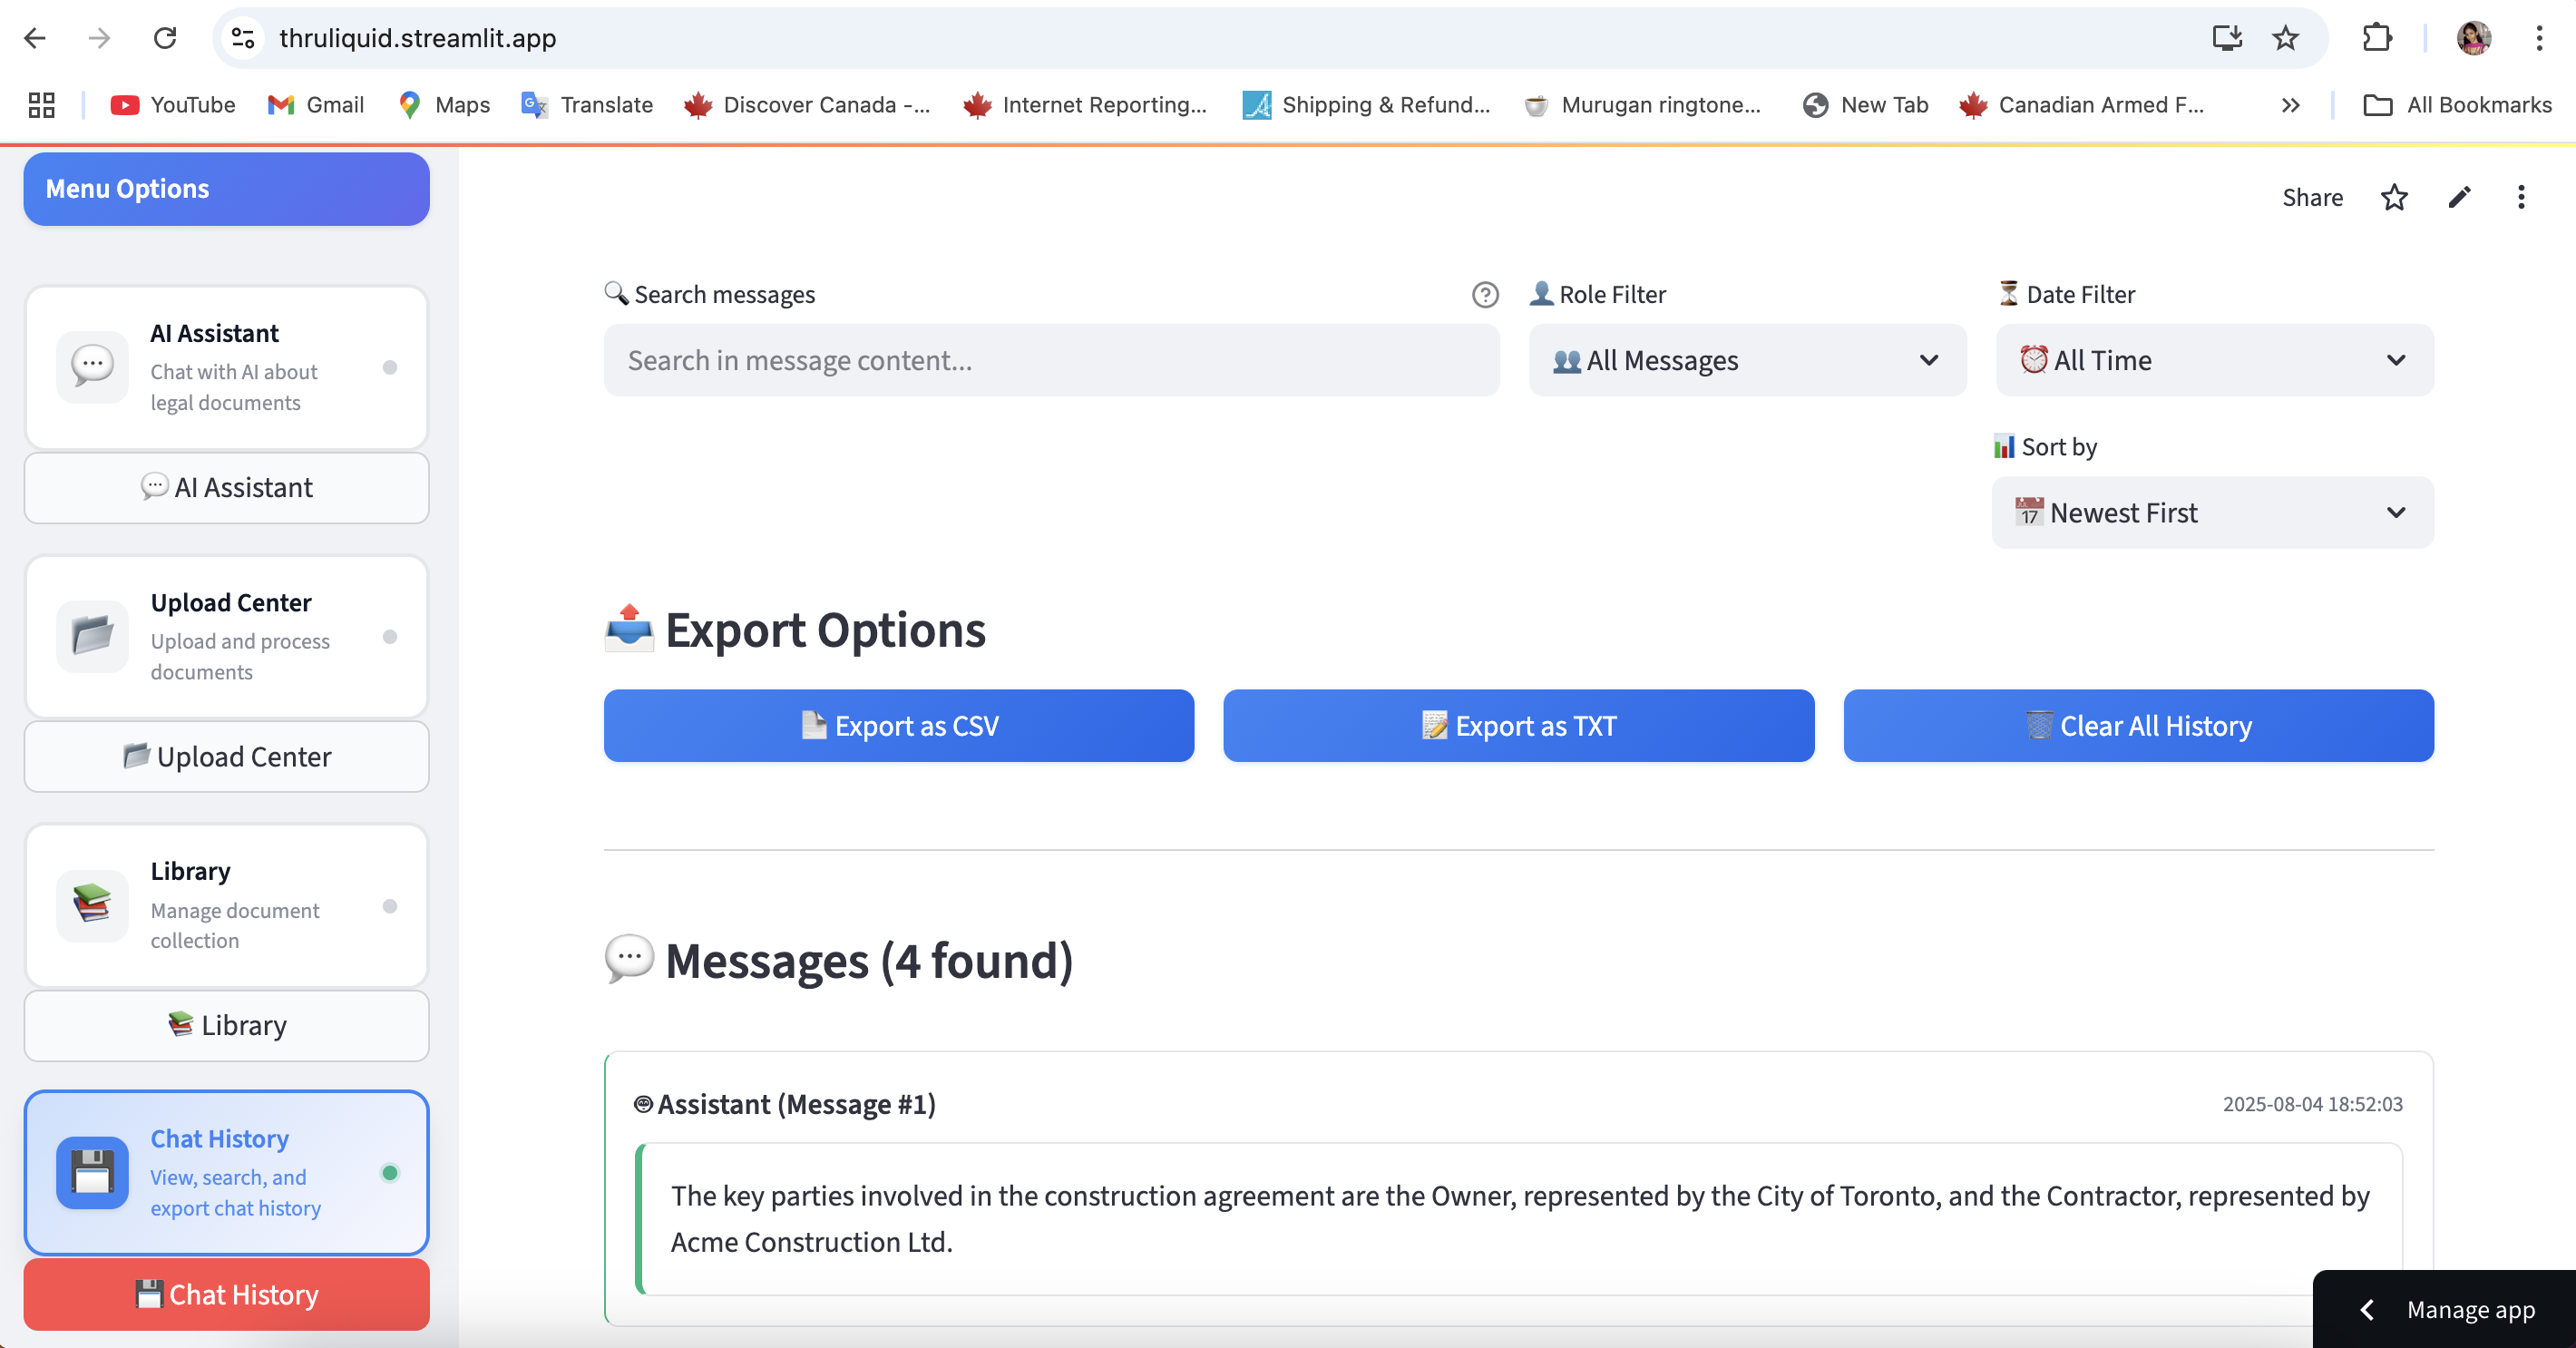 thruliquid.streamlit.app
YouTube Gmail Maps Translate Discover Canada -... Internet Reporting... Shipping & Refund... Murugan ringtone... New Tab Canadian Armed F... All Bookmarks
Menu Options
AI Assistant
Chat with AI about
legal documents
💬 AI Assistant
Upload Center
Upload and process
documents
📂 Upload Center
Library
Manage document
collection
📚 Library
Chat History
View, search, and
export chat history
💾 Chat History
Share
🔍 Search messages
Search in message content...
👤 Role Filter
👥 All Messages
⏳ Date Filter
⏰ All Time
📊 Sort by
📅 Newest First
📤 Export Options
📄 Export as CSV
📝 Export as TXT
🗑️ Clear All History
💬 Messages (4 found)
Assistant (Message #1)
2025-08-04 18:52:03
The key parties involved in the construction agreement are the Owner, represented by the City of Toronto, and the Contractor, represented by
Acme Construction Ltd.
Manage app